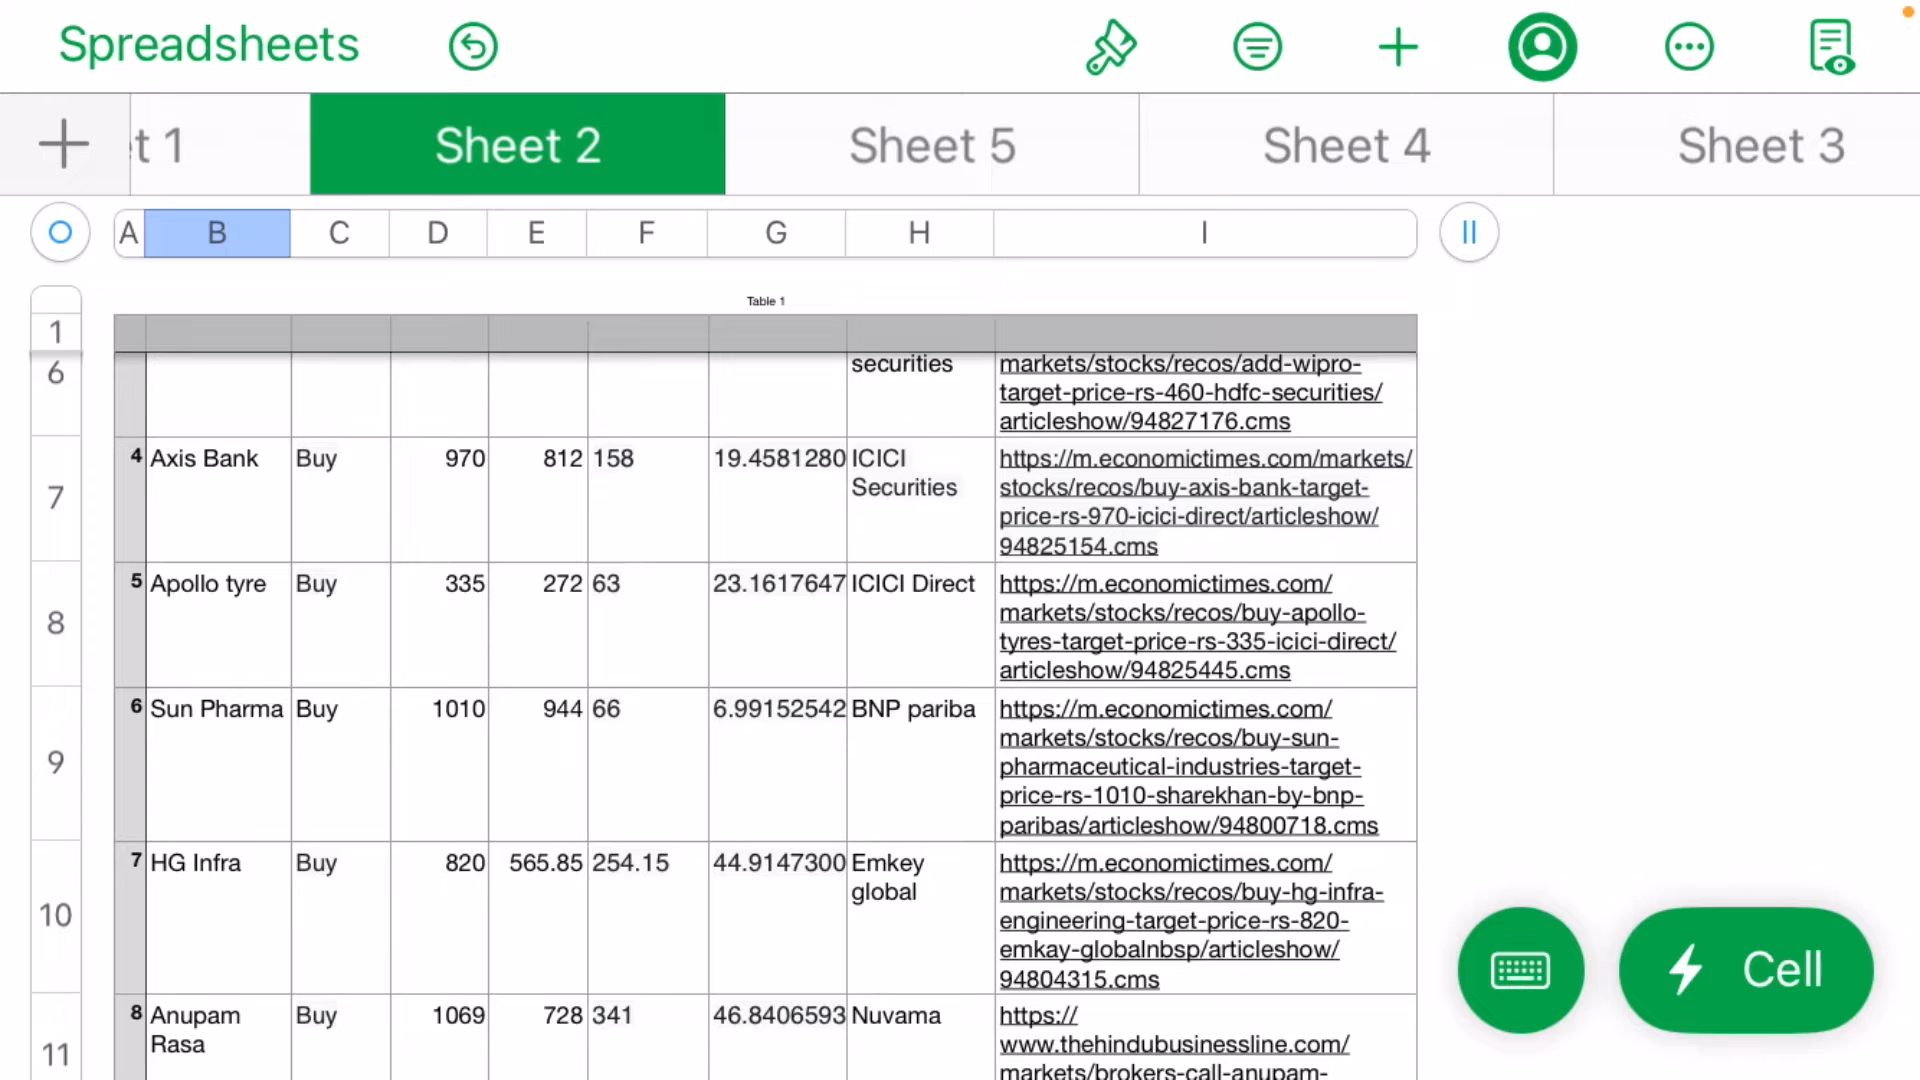 Spreadsheets
t 1
Sheet 2
Sheet 5
Sheet 4
Sheet 3
A B C D E F G H I
Table 1
1
6
securities
markets/stocks/recos/add-wipro-
target-price-rs-460-hdfc-securities/
articleshow/94827176.cms
7
4 Axis Bank Buy 970 812 158 19.4581280 ICICI
Securities
https://m.economictimes.com/markets/
stocks/recos/buy-axis-bank-target-
price-rs-970-icici-direct/articleshow/
94825154.cms
8
5 Apollo tyre Buy 335 272 63 23.1617647 ICICI Direct
https://m.economictimes.com/
markets/stocks/recos/buy-apollo-
tyres-target-price-rs-335-icici-direct/
articleshow/94825445.cms
9
6 Sun Pharma Buy 1010 944 66 6.99152542 BNP pariba
https://m.economictimes.com/
markets/stocks/recos/buy-sun-
pharmaceutical-industries-target-
price-rs-1010-sharekhan-by-bnp-
paribas/articleshow/94800718.cms
10
7 HG Infra Buy 820 565.85 254.15 44.9147300 Emkey
global
https://m.economictimes.com/
markets/stocks/recos/buy-hg-infra-
engineering-target-price-rs-820-
emkay-globalnbsp/articleshow/
94804315.cms
11
8 Anupam
Rasa
Buy 1069 728 341 46.8406593 Nuvama
https://
www.thehindubusinessline.com/
markets/brokers-call-anupam-
Cell